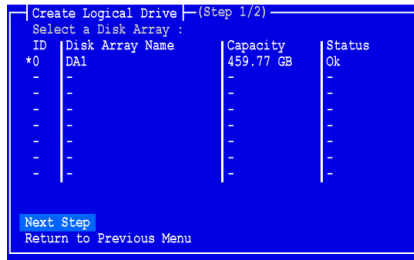 Create Logical Drive (Step 1/2)
Select a Disk Array :
ID Disk Array Name Capacity Status
*0 DA1 459.77 GB Ok
- - - -
- - - -
- - - -
- - - -
- - - -
- - - -
- - - -
Next Step
Return to Previous Menu